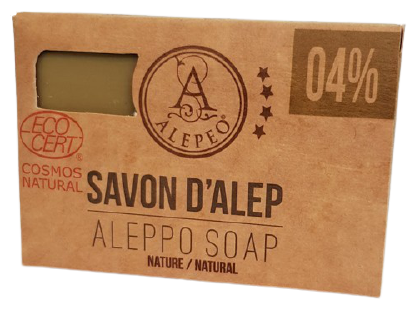 04%
A
ALEPEO®
ECO
CERT
®
COSMOS
NATURAL
SAVON D'ALEP
ALEPPO SOAP
NATURE / NATURAL